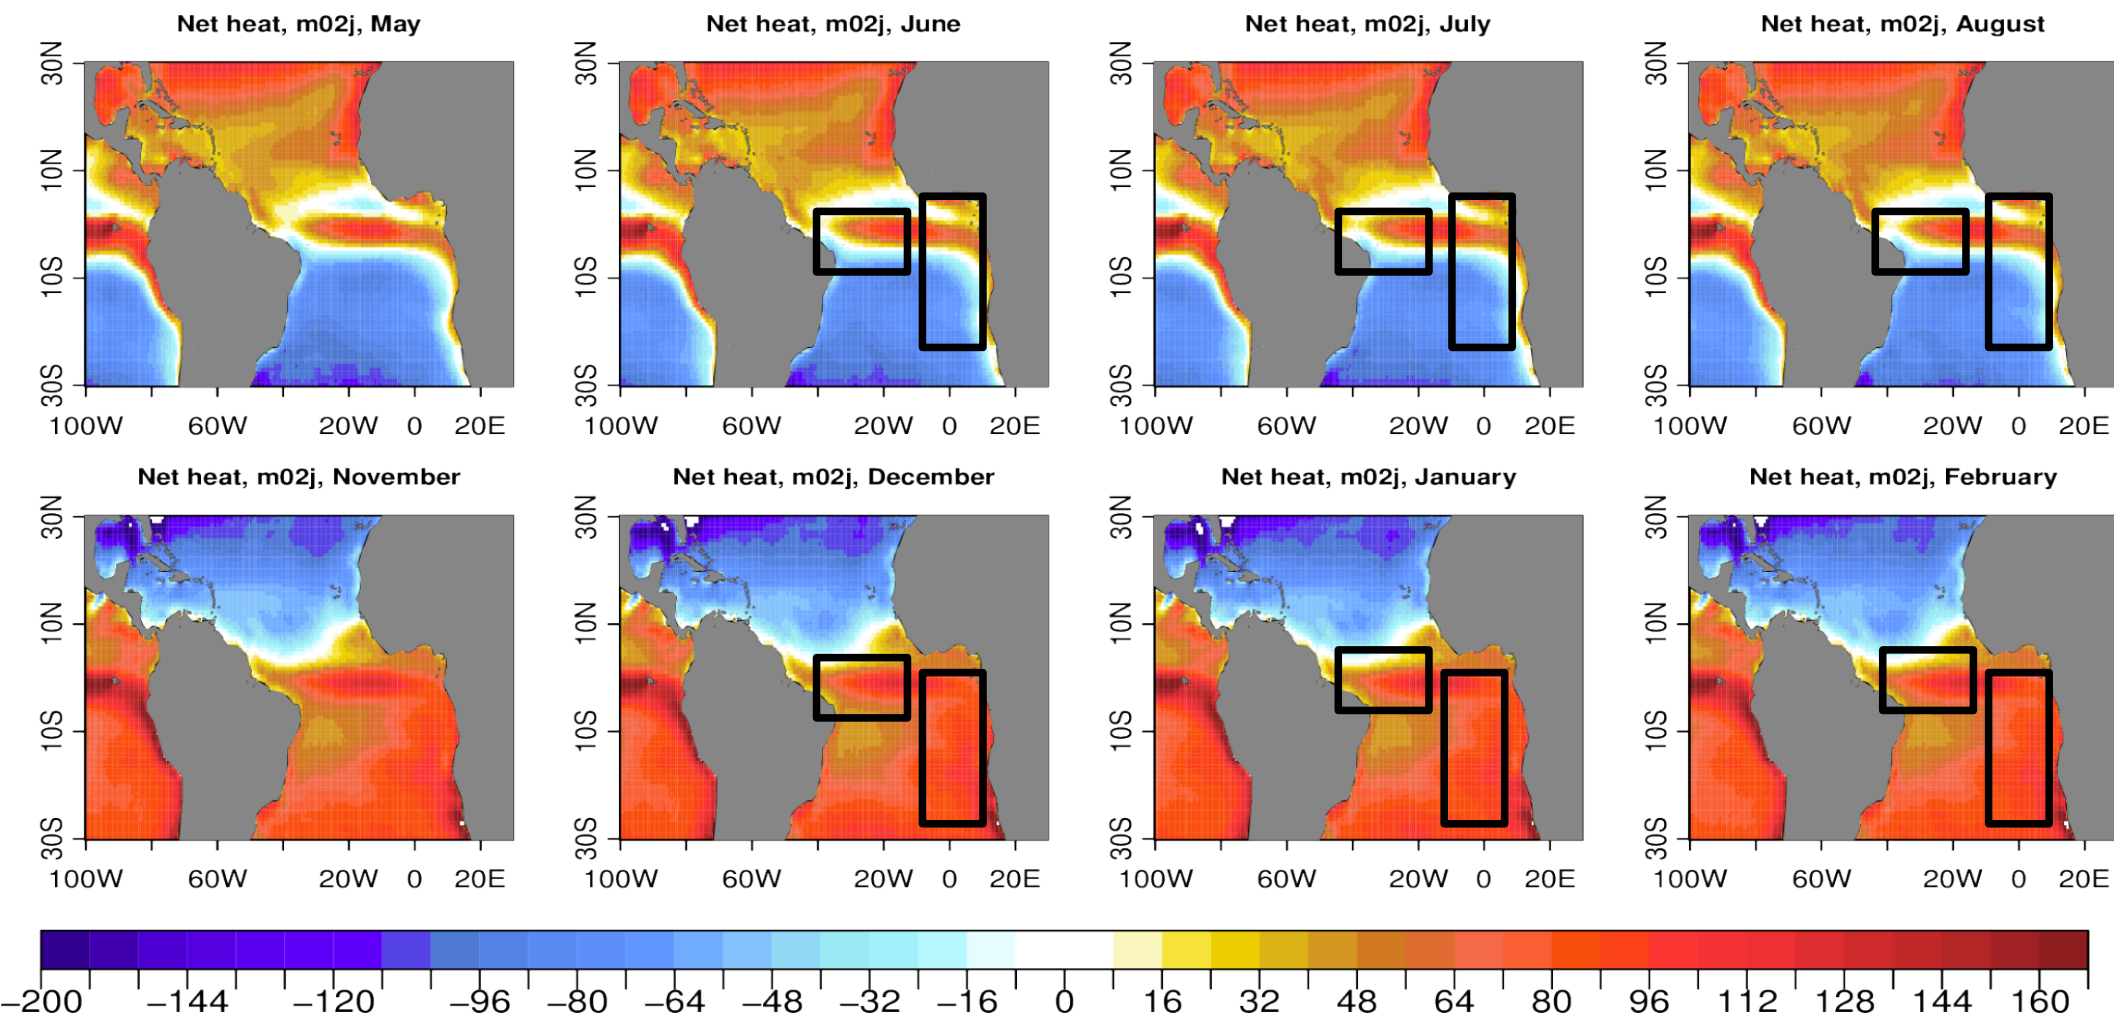 Net heat, m02j, May
Net heat, m02j, June
Net heat, m02j, July
Net heat, m02j, August
30N
10N
10S
30S
100W 60W 20W 0 20E
30N
10N
10S
30S
100W 60W 20W 0 20E
30N
10N
10S
30S
100W 60W 20W 0 20E
30N
10N
10S
30S
100W 60W 20W 0 20E
Net heat, m02j, November
Net heat, m02j, December
Net heat, m02j, January
Net heat, m02j, February
30N
10N
10S
30S
100W 60W 20W 0 20E
30N
10N
10S
30S
100W 60W 20W 0 20E
30N
10N
10S
30S
100W 60W 20W 0 20E
30N
10N
10S
30S
100W 60W 20W 0 20E
−200 −144 −120 −96 −80 −64 −48 −32 −16 0 16 32 48 64 80 96 112 128 144 160